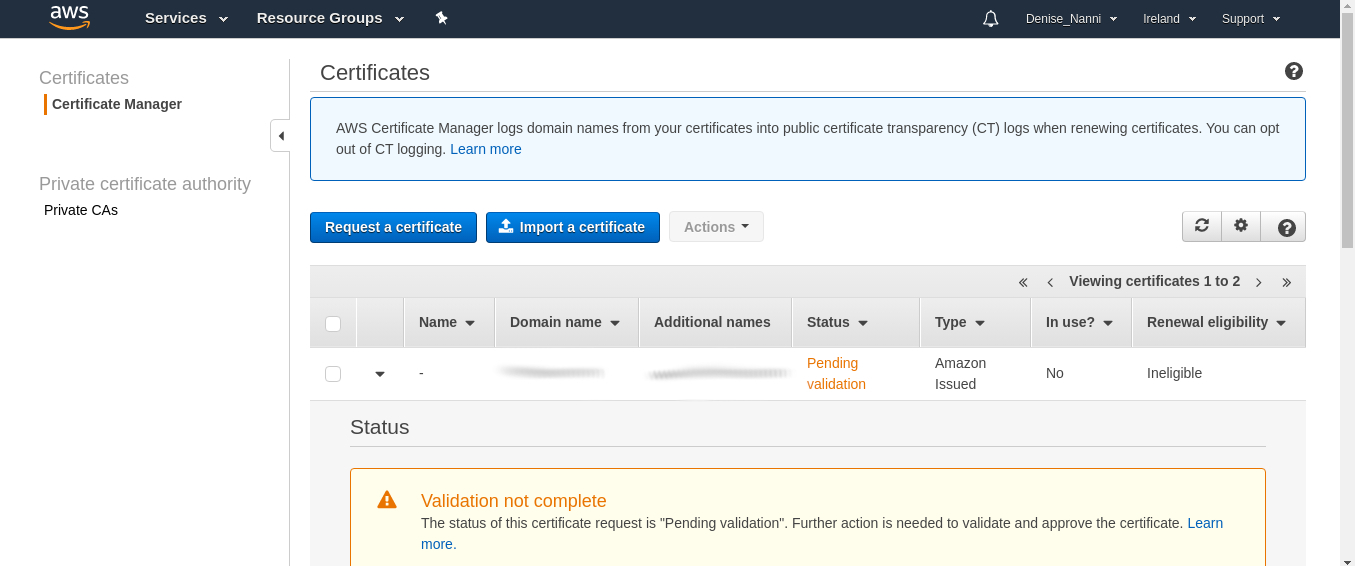 aws Services Resource Groups Denise_Nanni Ireland Support
Certificates
Certificate Manager
Private certificate authority
Private CAs
Certificates
AWS Certificate Manager logs domain names from your certificates into public certificate transparency (CT) logs when renewing certificates. You can opt
out of CT logging. Learn more
Request a certificate Import a certificate Actions
« ‹ Viewing certificates 1 to 2 › »
Name Domain name Additional names Status Type In use? Renewal eligibility
- Pending Amazon No Ineligible
validation Issued
Status
Validation not complete
The status of this certificate request is "Pending validation". Further action is needed to validate and approve the certificate. Learn
more.